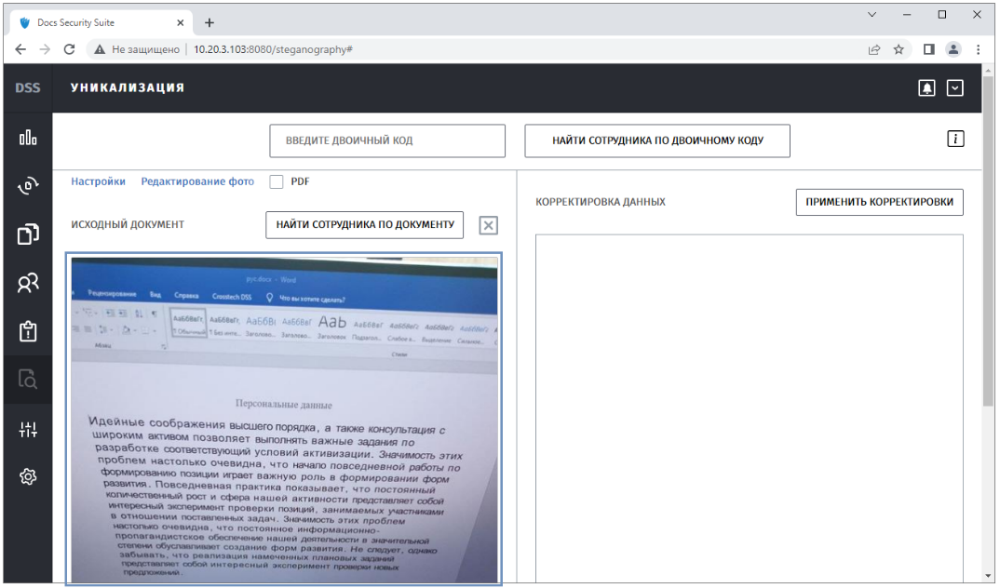 Docs Security Suite
Не защищено 10.20.3.103:8080/steganography#
DSS УНИКАЛИЗАЦИЯ
ВВЕДИТЕ ДВОИЧНЫЙ КОД
НАЙТИ СОТРУДНИКА ПО ДВОИЧНОМУ КОДУ
i
Настройки Редактирование фото PDF
ИСХОДНЫЙ ДОКУМЕНТ
НАЙТИ СОТРУДНИКА ПО ДОКУМЕНТУ
КОРРЕКТИРОВКА ДАННЫХ
ПРИМЕНИТЬ КОРРЕКТИРОВКИ
рус.docx - Word
Рецензирование Вид Справка Crosstech DSS Что вы хотите сделать?
АаБбВвГг, АаБбВвГг, АаБбВ( АаБбВвГ АаЬ АаБбВвГ АаБбВвГг АаБбВвГг АаБбВвГг
¶ Обычный ¶ Без инте... Заголово... Заголово... Заголовок Подзагол... Слабое в... Выделение Сильное...
Абзац
Стили
Персональные данные
Идейные соображения высшего порядка, а также консультация с
широким активом позволяет выполнять важные задания по
разработке соответствующий условий активизации. Значимость этих
проблем настолько очевидна, что начало повседневной работы по
формированию позиции играет важную роль в формировании форм
развития. Повседневная практика показывает, что постоянный
количественный рост и сфера нашей активности представляет собой
интересный эксперимент проверки позиций, занимаемых участниками
в отношении поставленных задач. Значимость этих проблем
настолько очевидна, что постоянное информационно-
пропагандистское обеспечение нашей деятельности в значительной
степени обуславливает создание форм развития. Не следует, однако
забывать, что реализация намеченных плановых заданий
представляет собой интересный эксперимент проверки новых
предложений.